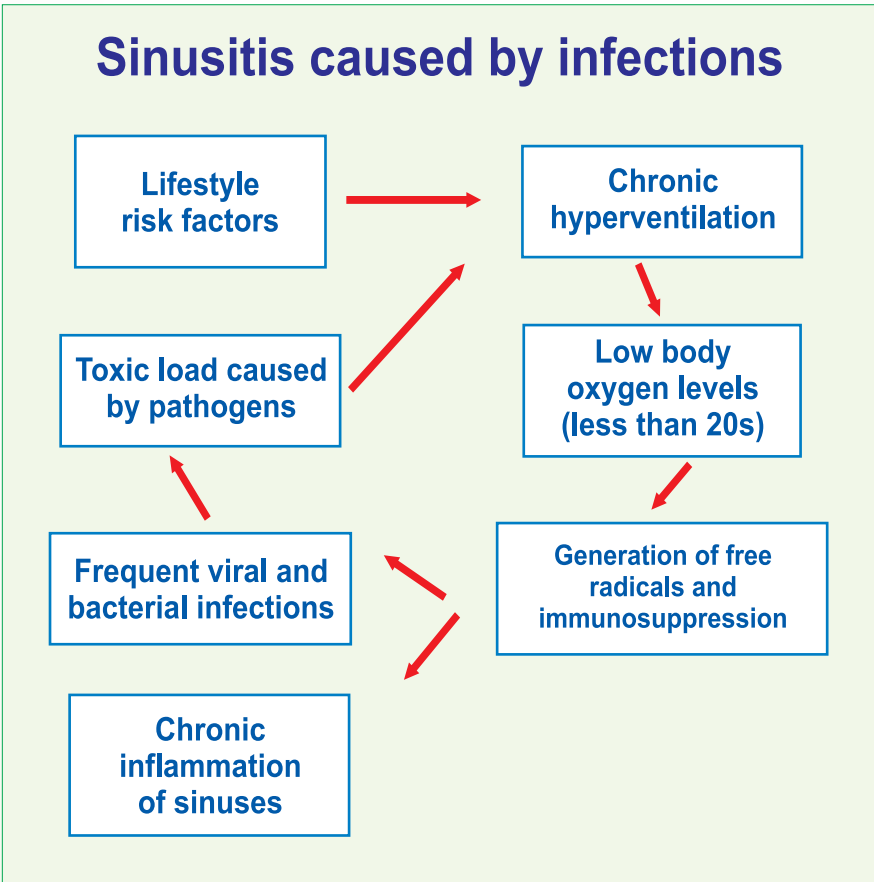 Sinusitis caused by infections
Lifestyle
risk factors
Chronic
hyperventilation
Toxic load caused
by pathogens
Low body
oxygen levels
(less than 20s)
Frequent viral and
bacterial infections
Generation of free
radicals and
immunosuppression
Chronic
inflammation
of sinuses